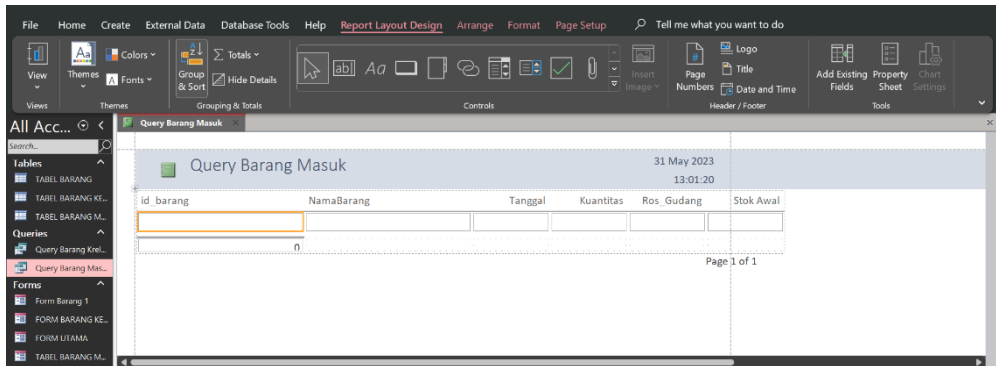 File Home Create External Data Database Tools Help Report Layout Design Arrange Format Page Setup Tell me what you want to do
View
Themes
Colors
Fonts
Group & Sort
Totals
Hide Details
Insert Image
Page Numbers
Logo
Title
Date and Time
Add Existing Fields
Property Sheet
Chart Settings
Views Themes Grouping & Totals Controls Header / Footer Tools
All Acc...
Query Barang Masuk
Search...
Tables
TABEL BARANG
TABEL BARANG KE...
TABEL BARANG M...
Queries
Query Barang Krel...
Query Barang Mas...
Forms
Form Barang 1
FORM BARANG KE...
FORM UTAMA
TABEL BARANG M...
Query Barang Masuk
31 May 2023
13:01:20
id_barang NamaBarang Tanggal Kuantitas Ros_Gudang Stok Awal
0
Page 1 of 1